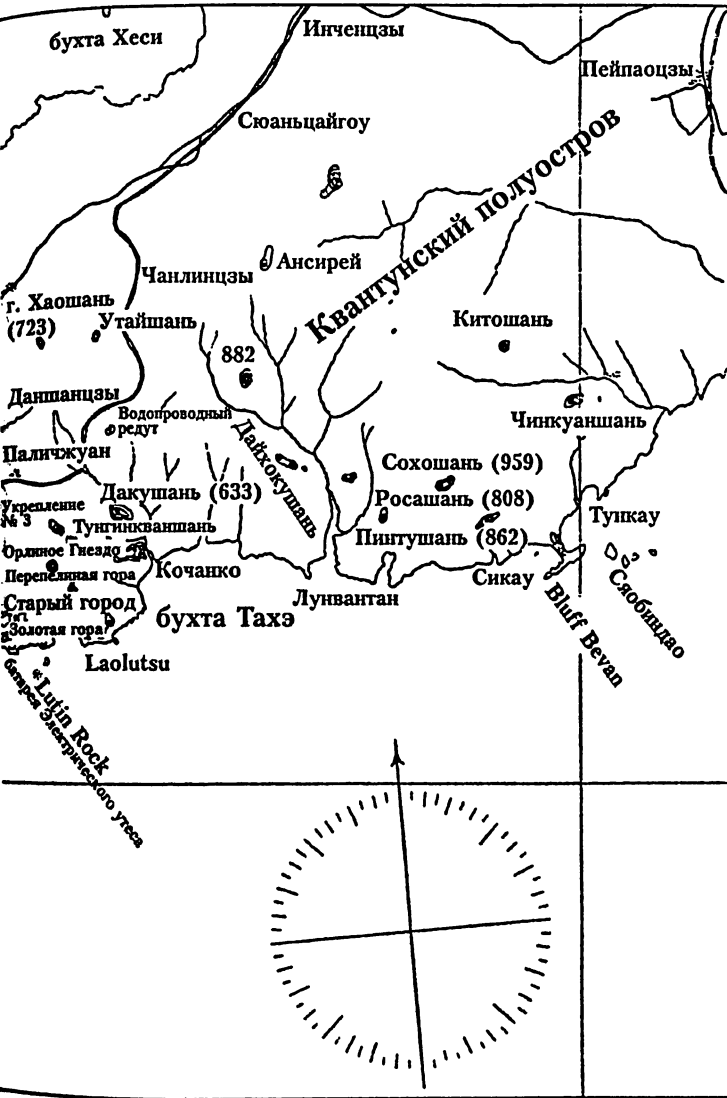 Инченцзы
бухта Хеси
Пейпаоцзы
Сюаньцайгоу
Квантунский полуостров
Ансирей
Чанлинцзы
г. Хаошань
(723)
Утайшань
Китошань
882
Даншанцзы
Водопроводный
редут
Чинкуаншань
Дайхокушань
Паличжуан
Сохошань (959)
Дакушань (633)
Росашань (808)
Укрепление
№ 3
Тунгинкваншань
Тупкау
Пинтушань (862)
Орлиное Гнездо
Кочанко
Перепелиная гора
Сикау
Лунвантан
Сяобиндао
Старый город
бухта Тахэ
Bluff Bevan
Золотая гора
Laolutsu
Lutin Rock
батарея Электрического утеса